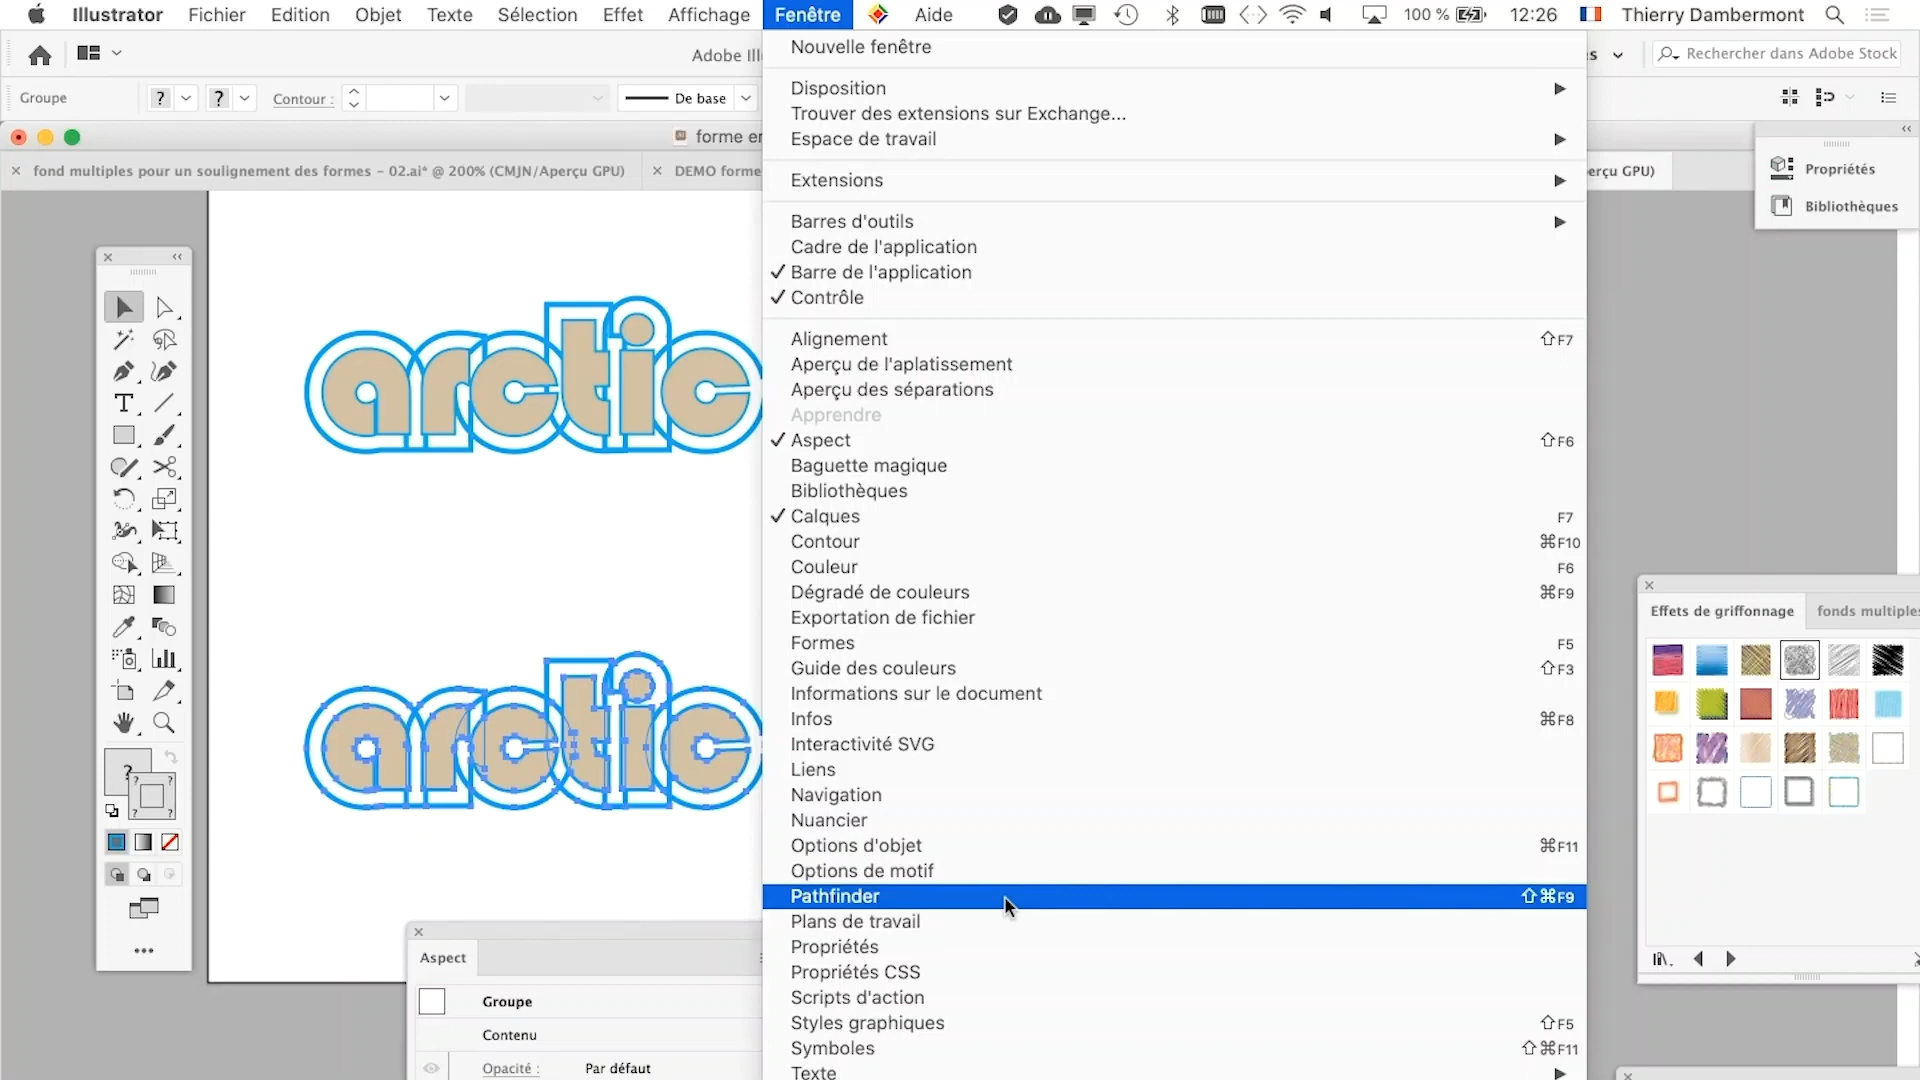 Illustrator Fichier Edition Objet Texte Sélection Effet Affichage Fenêtre Aide 100 % 12:26 Thierry Dambermont
Adobe Ill
Rechercher dans Adobe Stock
Groupe ? ? Contour : De base
forme er
fond multiples pour un soulignement des formes - 02.ai* @ 200% (CMJN/Aperçu GPU)
DEMO forme
erçu GPU)
Nouvelle fenêtre
Disposition
Trouver des extensions sur Exchange...
Espace de travail
Extensions
Barres d'outils
Cadre de l'application
✓ Barre de l'application
✓ Contrôle
Alignement ⇧F7
Aperçu de l'aplatissement
Aperçu des séparations
Apprendre
✓ Aspect ⇧F6
Baguette magique
Bibliothèques
✓ Calques F7
Contour ⌘F10
Couleur F6
Dégradé de couleurs ⌘F9
Exportation de fichier
Formes F5
Guide des couleurs ⇧F3
Informations sur le document
Infos ⌘F8
Interactivité SVG
Liens
Navigation
Nuancier
Options d'objet ⌘F11
Options de motif
Pathfinder ⇧⌘F9
Plans de travail
Propriétés
Propriétés CSS
Scripts d'action
Styles graphiques ⇧F5
Symboles ⇧⌘F11
Texte
arctic
arctic
Aspect
Groupe
Contenu
Opacité : Par défaut
Propriétés
Bibliothèques
Effets de griffonnage fonds multiples